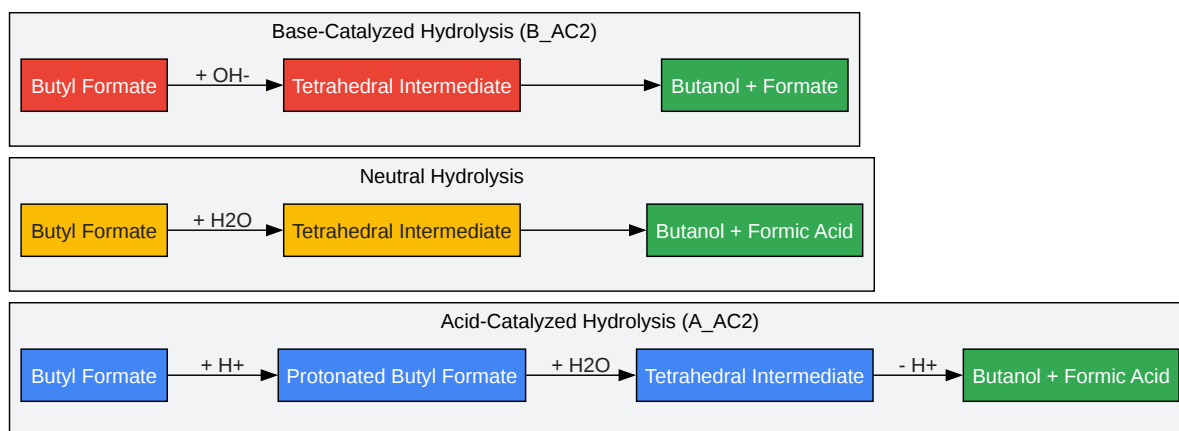 Base-Catalyzed Hydrolysis (B_AC2)
Butyl Formate
+ OH-
Tetrahedral Intermediate
Butanol + Formate
Neutral Hydrolysis
Butyl Formate
+ H2O
Tetrahedral Intermediate
Butanol + Formic Acid
Acid-Catalyzed Hydrolysis (A_AC2)
Butyl Formate
+ H+
Protonated Butyl Formate
+ H2O
Tetrahedral Intermediate
- H+
Butanol + Formic Acid